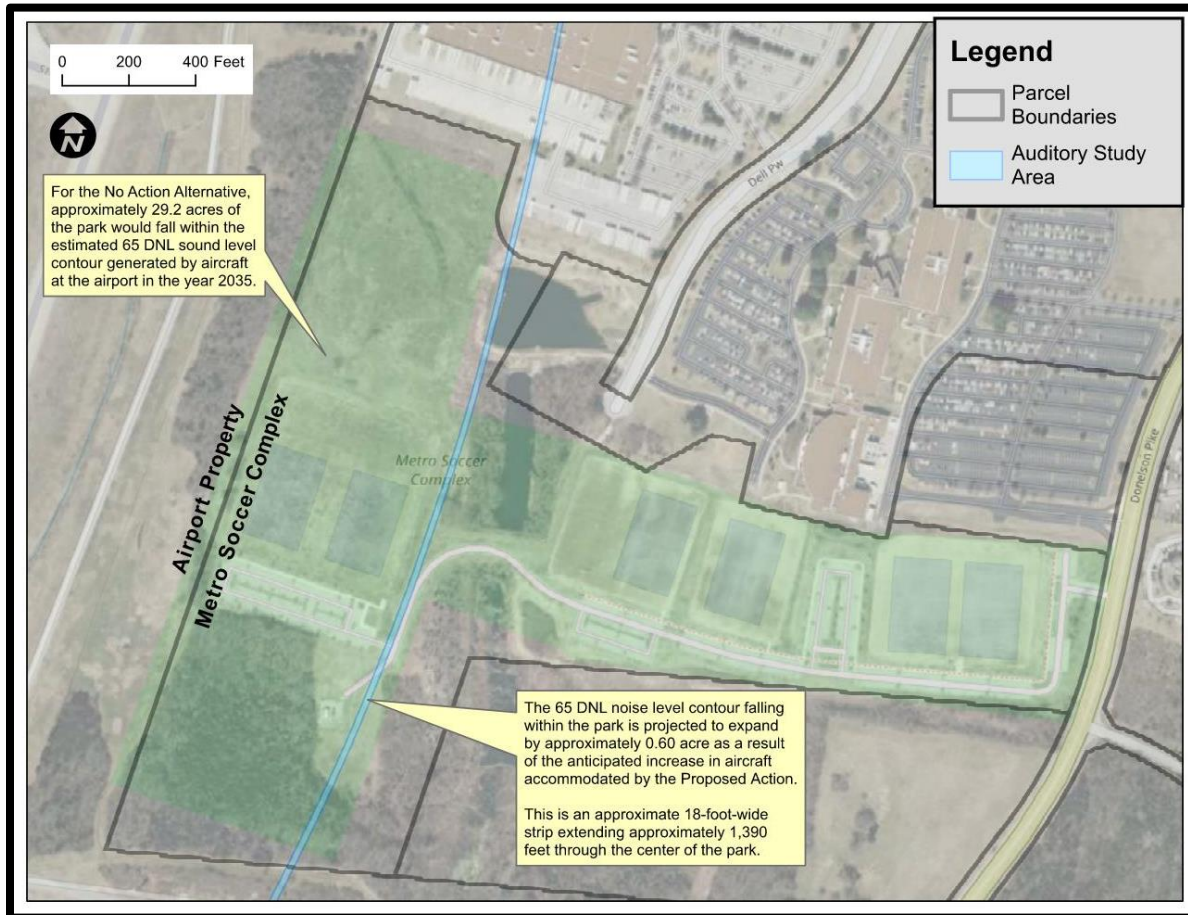 0 200 400 Feet
N
Legend
Parcel
Boundaries
Auditory Study
Area
For the No Action Alternative,
approximately 29.2 acres of
the park would fall within the
estimated 65 DNL sound level
contour generated by aircraft
at the airport in the year 2035.
Dell Pw
Donelson Pike
Metro Soccer
Complex
Airport Property
Metro Soccer Complex
The 65 DNL noise level contour falling
within the park is projected to expand
by approximately 0.60 acre as a result
of the anticipated increase in aircraft
accommodated by the Proposed Action.
This is an approximate 18-foot-wide
strip extending approximately 1,390
feet through the center of the park.